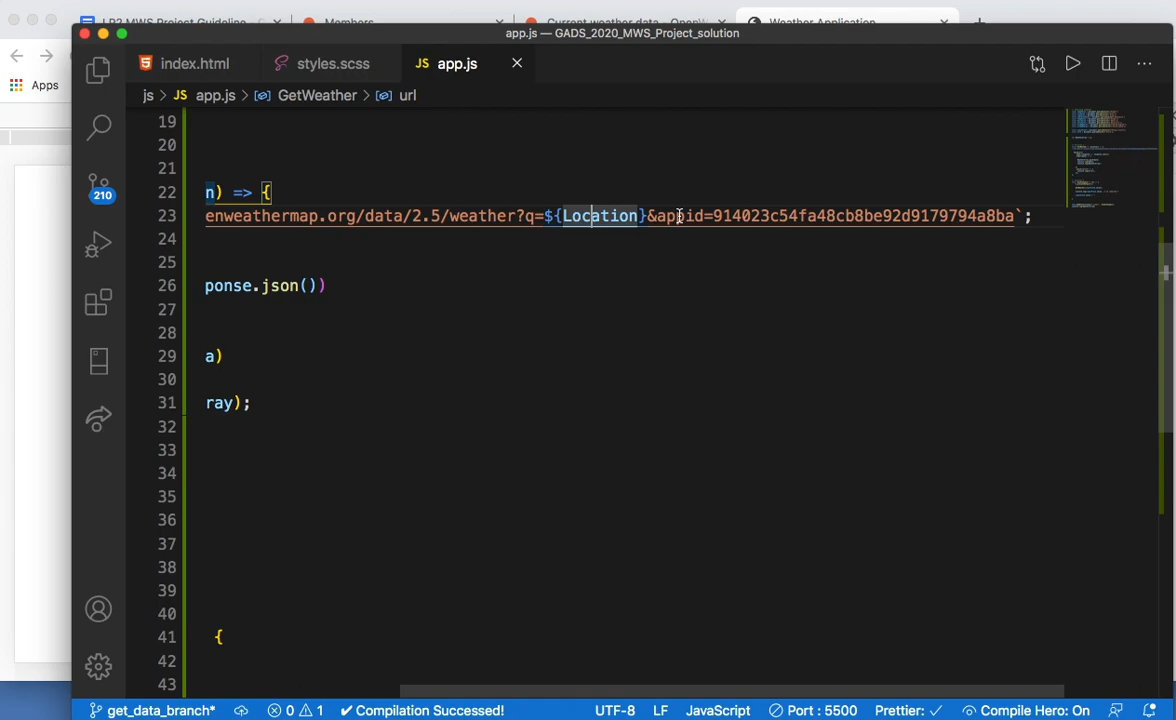 LP2 MWS Project Guideline - G
Members
Current weather data - OpenW
Weather Application
app.js — GADS_2020_MWS_Project_solution
Apps
index.html
styles.scss
JS app.js
js > JS app.js > GetWeather > url
19
20
21
22 n) => {
23 enweathermap.org/data/2.5/weather?q=${Location}&appid=914023c54fa48cb8be92d9179794a8ba`;
24
26 ponse.json())
27
28
29 a)
30
31 ray);
32
33
34
35
36
37
38
39
40
41 {
42
43
210
get_data_branch*
0 1
Compilation Successful!
UTF-8
LF
JavaScript
Port : 5500
Prettier:
Compile Hero: On